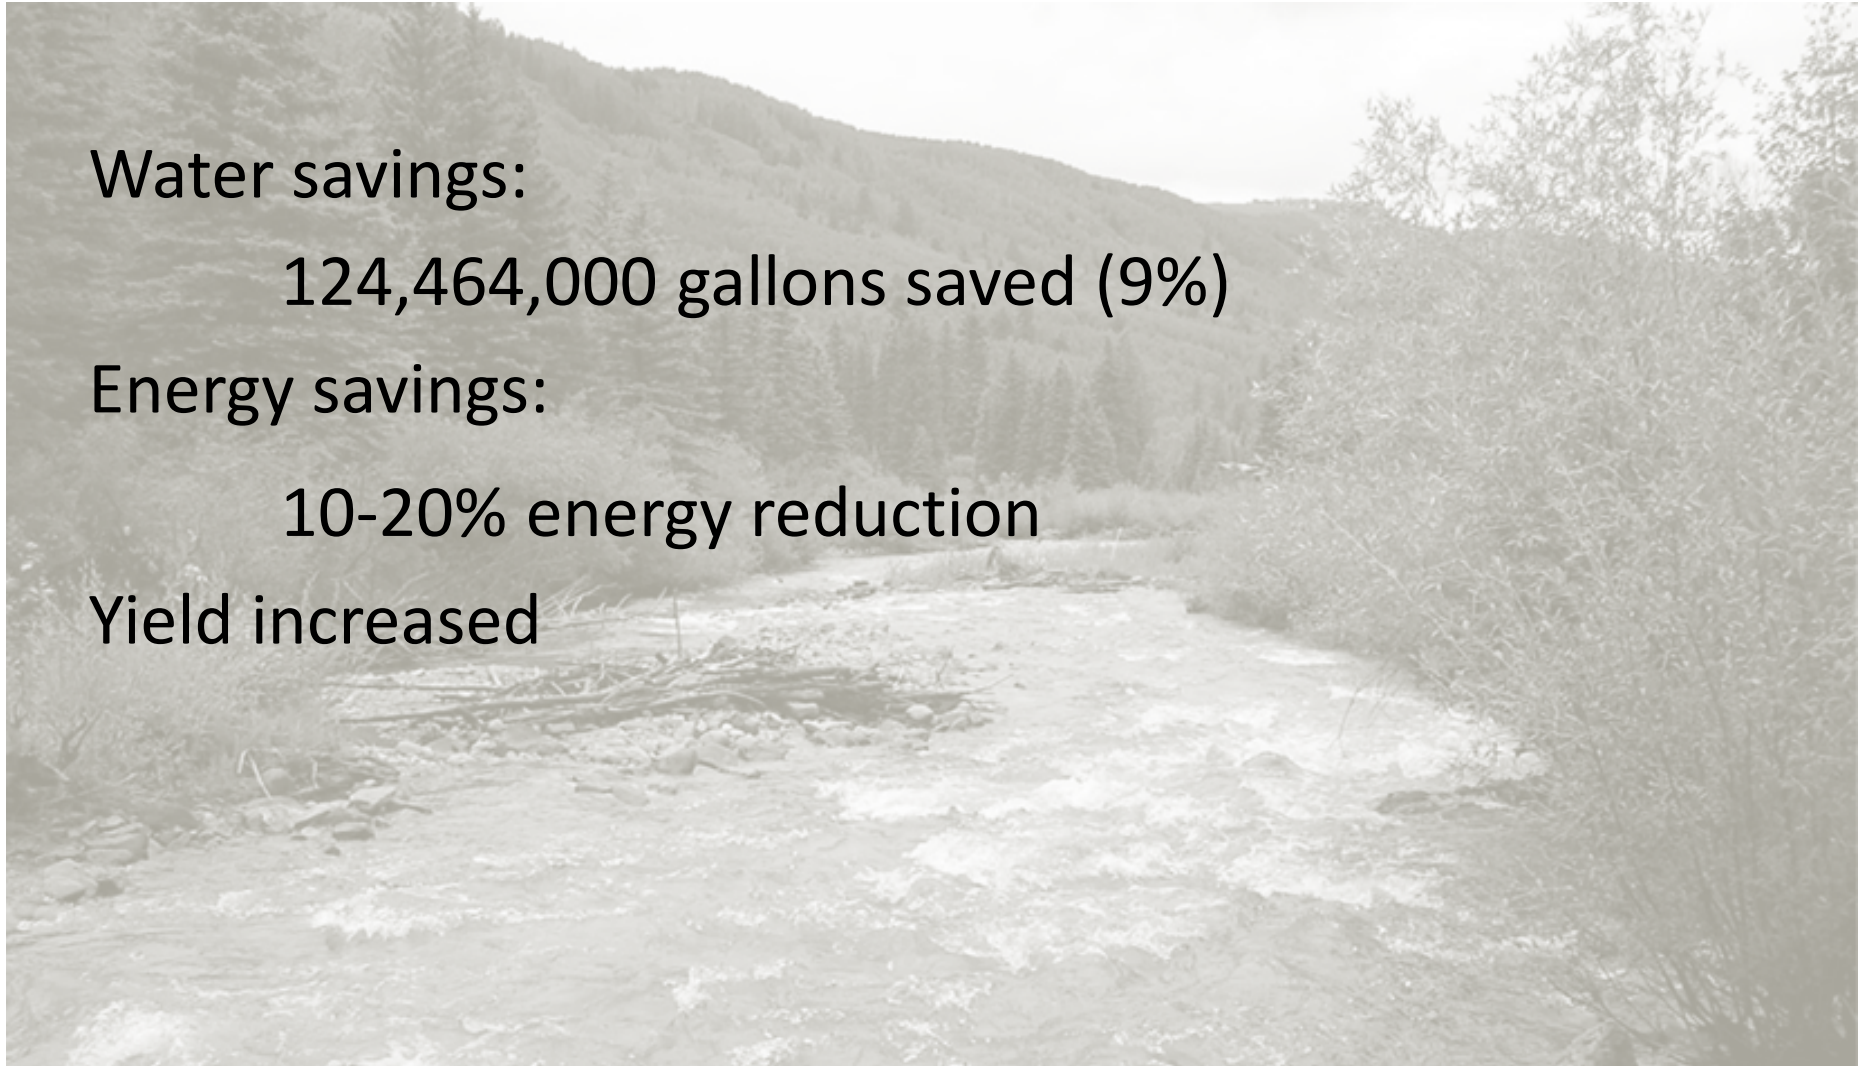 Water savings:
124,464,000 gallons saved (9%)
Energy savings:
10-20% energy reduction
Yield increased